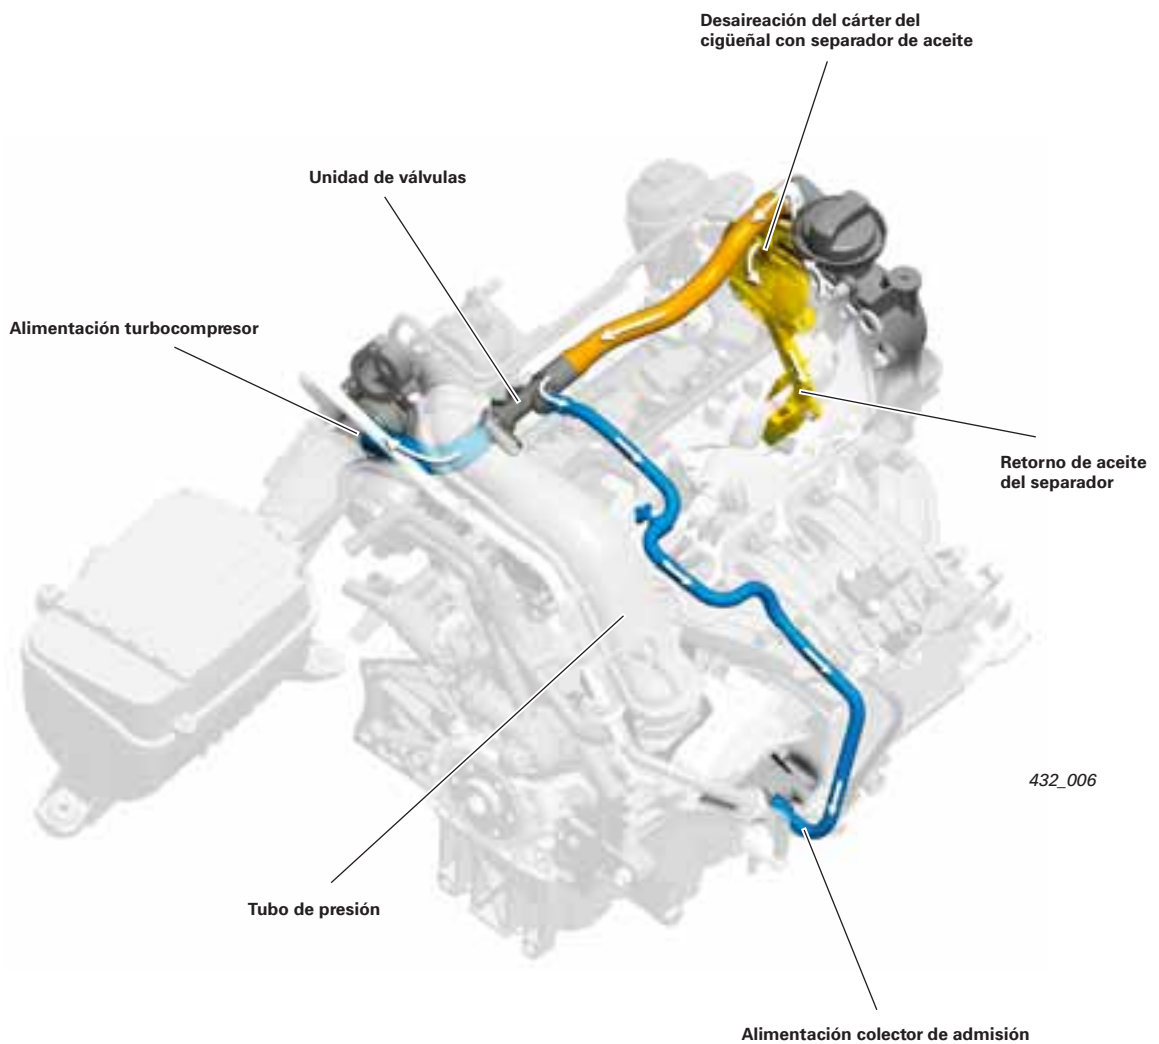 Desaireación del cárter del
cigüeñal con separador de aceite
Unidad de válvulas
Alimentación turbocompresor
Retorno de aceite
del separador
432_006
Tubo de presión
Alimentación colector de admisión